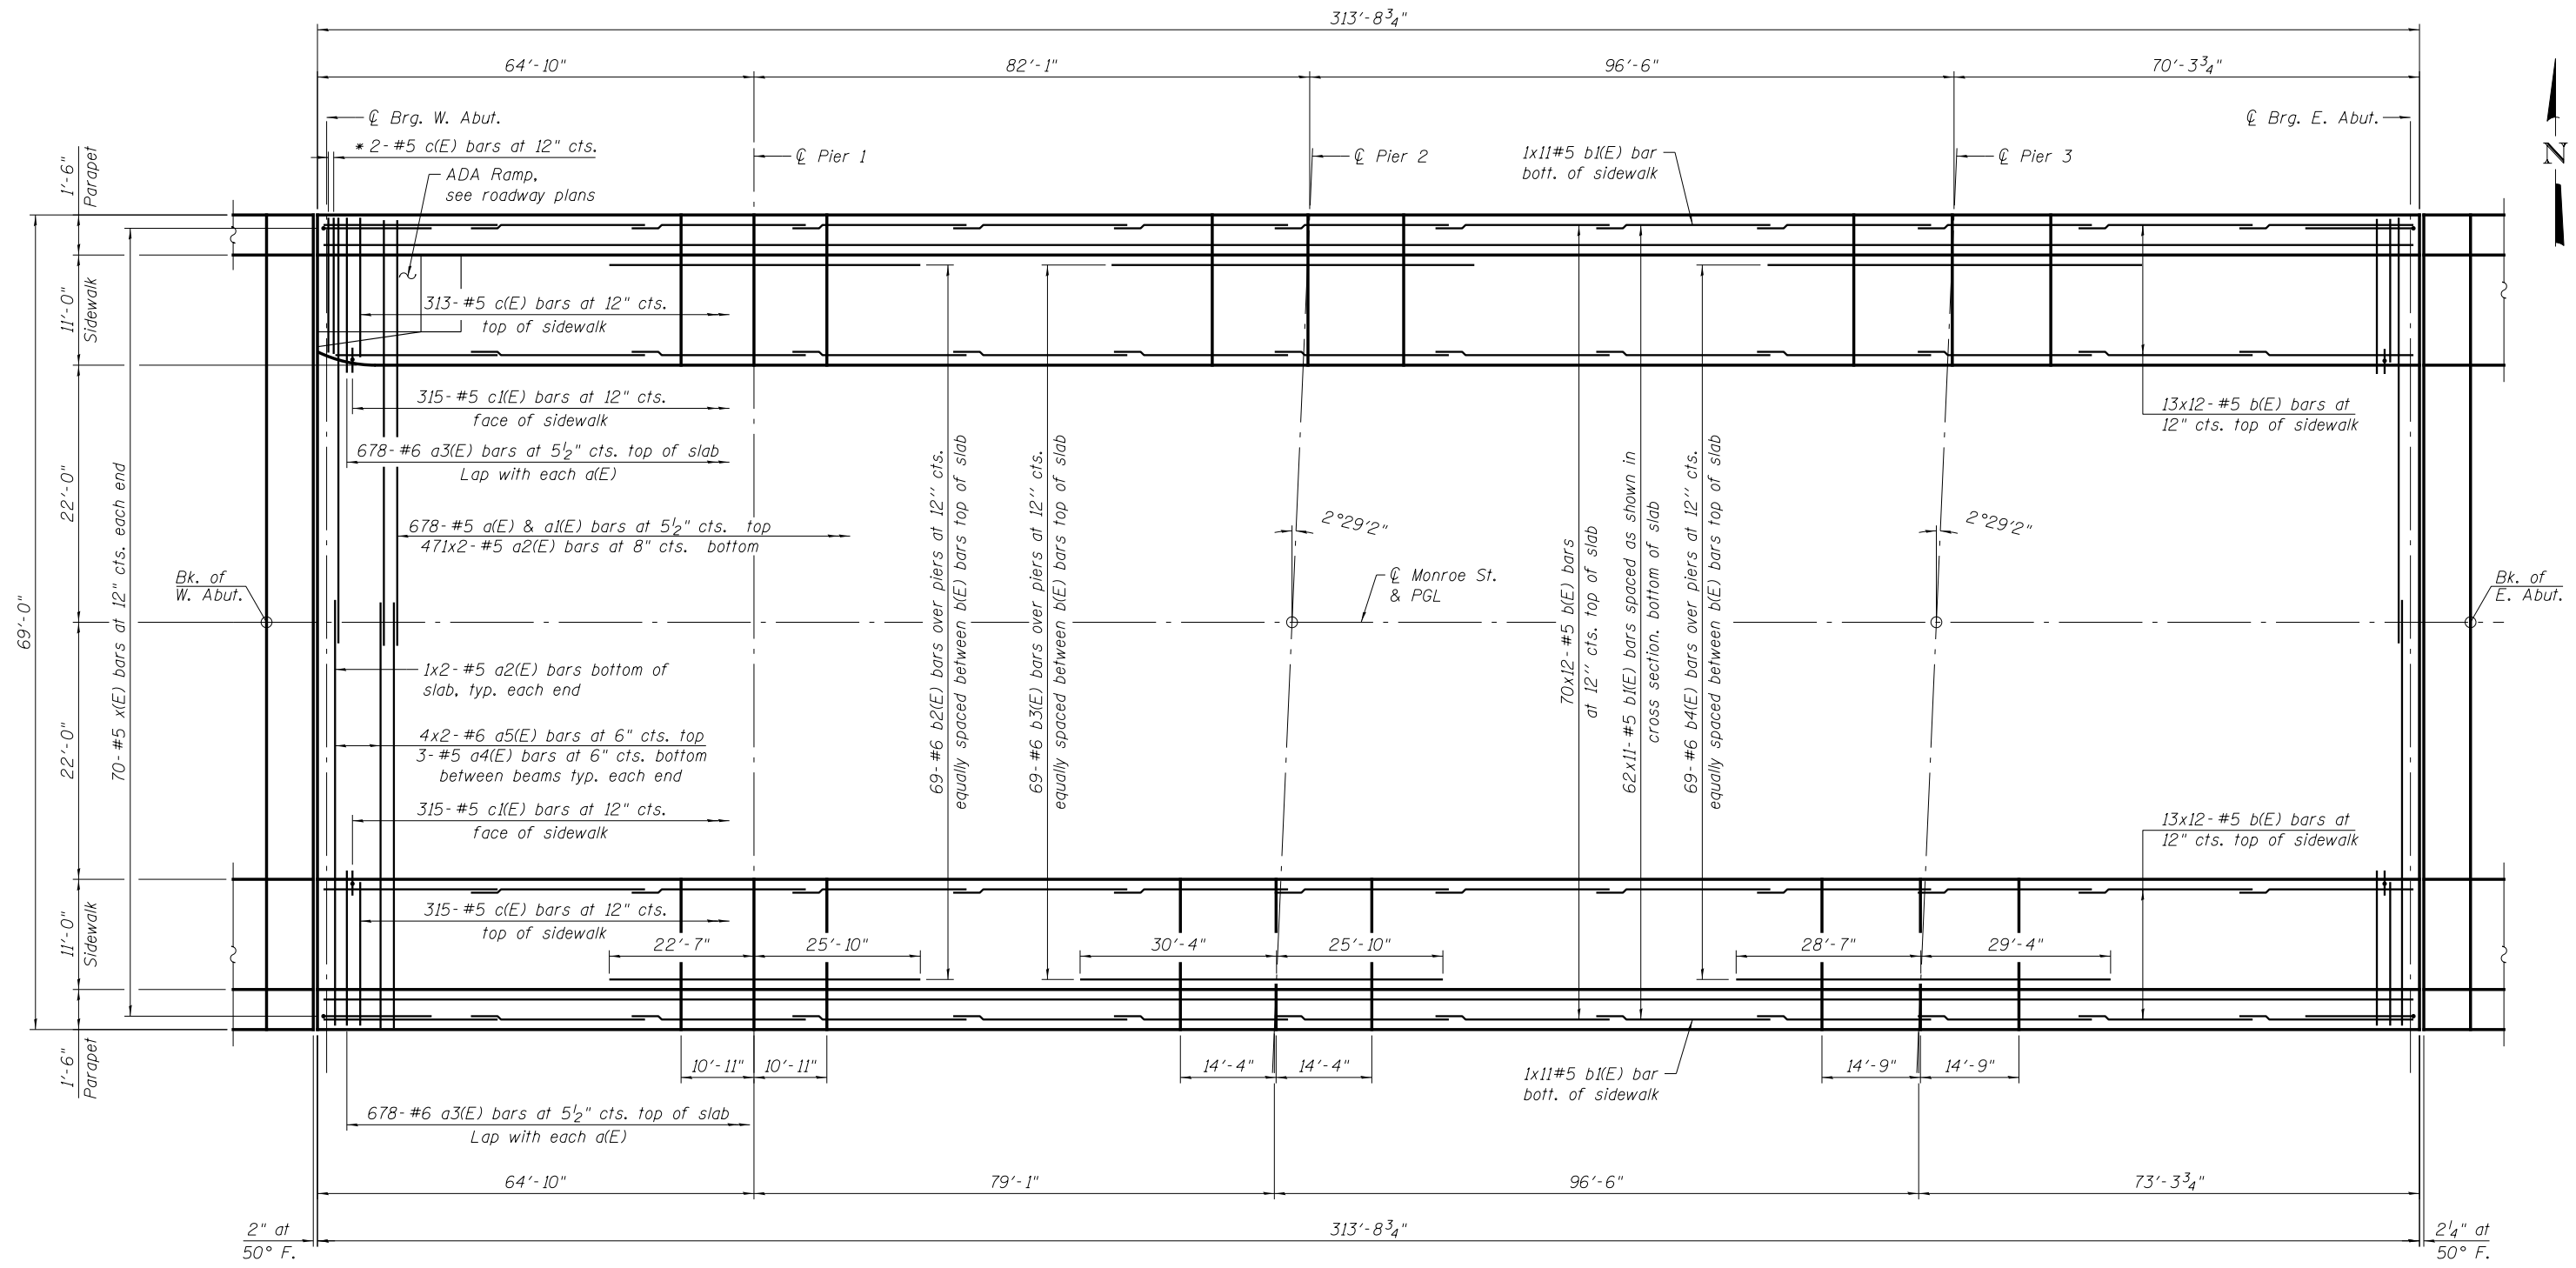 313'-8¾"
64'-10"
82'-1"
96'-6"
70'-3¾"
℄ Brg. W. Abut.
℄ Brg. E. Abut.
* 2-#5 c(E) bars at 12" cts.
℄ Pier 1
℄ Pier 2
℄ Pier 3
1x11#5 b1(E) bar
bott. of sidewalk
N
ADA Ramp,
see roadway plans
1'-6"
Parapet
11'-0"
Sidewalk
313-#5 c(E) bars at 12" cts.
top of sidewalk
315-#5 c1(E) bars at 12" cts.
face of sidewalk
13x12-#5 b(E) bars at
12" cts. top of sidewalk
678-#6 a3(E) bars at 5½" cts. top of slab
Lap with each a(E)
22'-0"
678-#5 a(E) & a1(E) bars at 5½" cts. top
471x2-#5 a2(E) bars at 8" cts. bottom
2°29'2"
2°29'2"
℄ Monroe St.
& PGL
Bk. of
W. Abut.
Bk. of
E. Abut.
69'-0"
70-#5 x(E) bars at 12" cts. each end
69-#6 b2(E) bars over piers at 12" cts.
equally spaced between b(E) bars top of slab
69-#6 b3(E) bars over piers at 12" cts.
equally spaced between b(E) bars top of slab
70x12-#5 b(E) bars
at 12" cts. top of slab
62x11-#5 b1(E) bars spaced as shown in
cross section, bottom of slab
69-#6 b4(E) bars over piers at 12" cts.
equally spaced between b(E) bars top of slab
1x2-#5 a2(E) bars bottom of
slab, typ. each end
22'-0"
4x2-#6 a5(E) bars at 6" cts. top
3-#5 a4(E) bars at 6" cts. bottom
between beams typ. each end
315-#5 c1(E) bars at 12" cts.
face of sidewalk
13x12-#5 b(E) bars at
12" cts. top of sidewalk
11'-0"
Sidewalk
315-#5 c(E) bars at 12" cts.
top of sidewalk
22'-7"
25'-10"
30'-4"
25'-10"
28'-7"
29'-4"
1'-6"
Parapet
10'-11"
10'-11"
14'-4"
14'-4"
14'-9"
14'-9"
1x11#5 b1(E) bar
bott. of sidewalk
678-#6 a3(E) bars at 5½" cts. top of slab
Lap with each a(E)
64'-10"
79'-1"
96'-6"
73'-3¾"
2" at
50° F.
313'-8¾"
2¼" at
50° F.